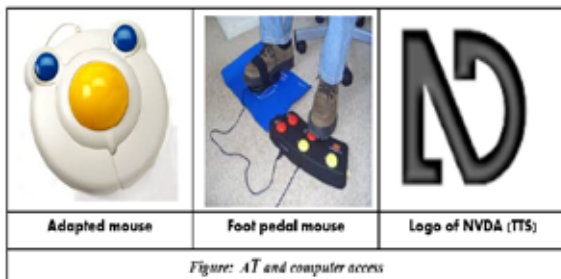 Adapted mouse
Foot pedal mouse
Logo of NVDA (TTS)
Figure: AT and computer access